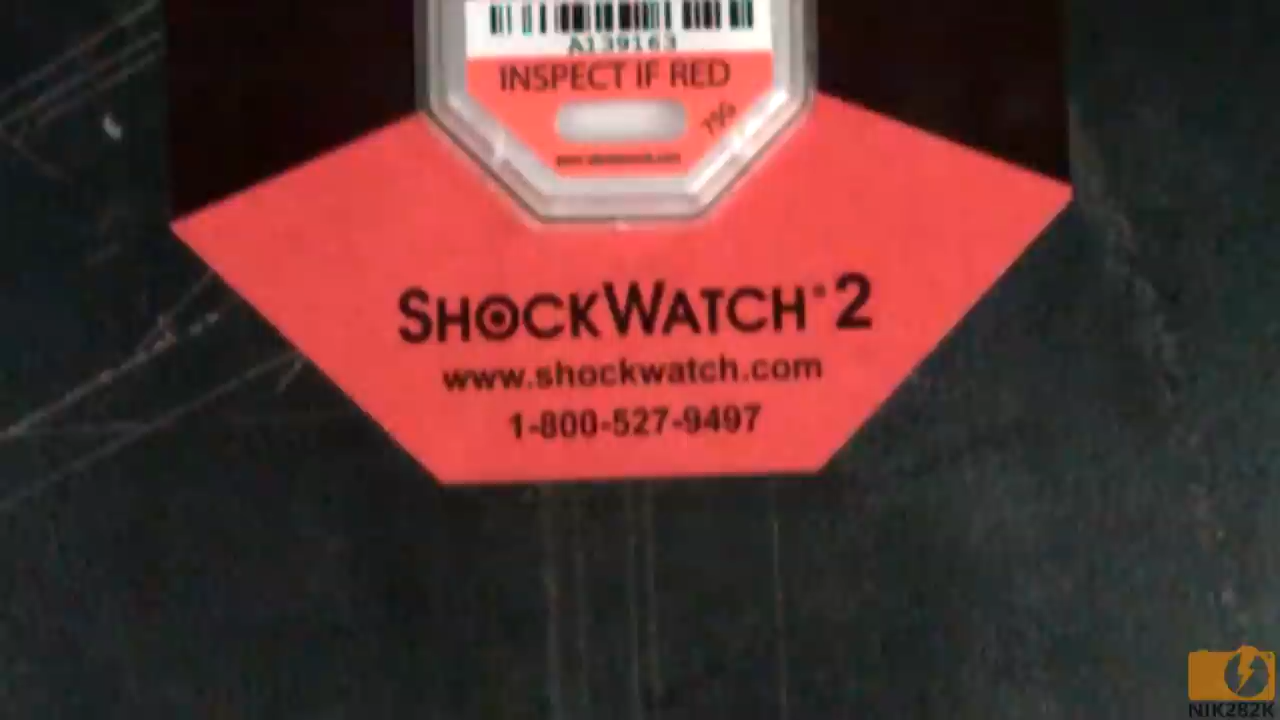 A139163
INSPECT IF RED
SHOCKWATCH 2
www.shockwatch.com
1-800-527-9497
NIK282K